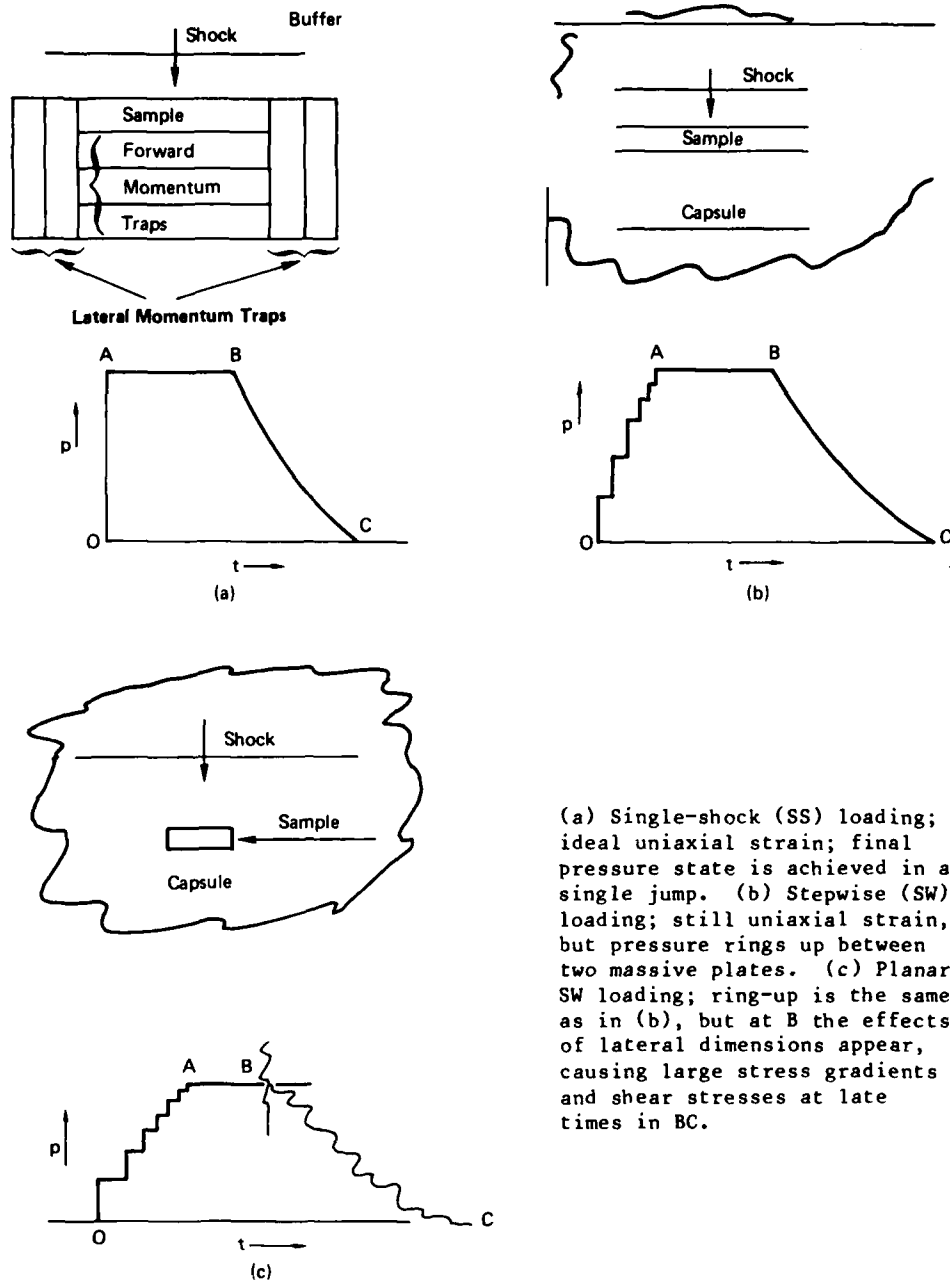 Buffer
Shock
Sample
Forward
Momentum
Traps
Lateral Momentum Traps
A
B
p
O
C
t
(a)
Shock
Sample
Capsule
A
B
p
O
C
t
(b)
Shock
Sample
Capsule
A
B
p
O
C
t
(c)
(a) Single-shock (SS) loading;
ideal uniaxial strain; final
pressure state is achieved in a
single jump. (b) Stepwise (SW)
loading; still uniaxial strain,
but pressure rings up between
two massive plates. (c) Planar
SW loading; ring-up is the same
as in (b), but at B the effects
of lateral dimensions appear,
causing large stress gradients
and shear stresses at late
times in BC.